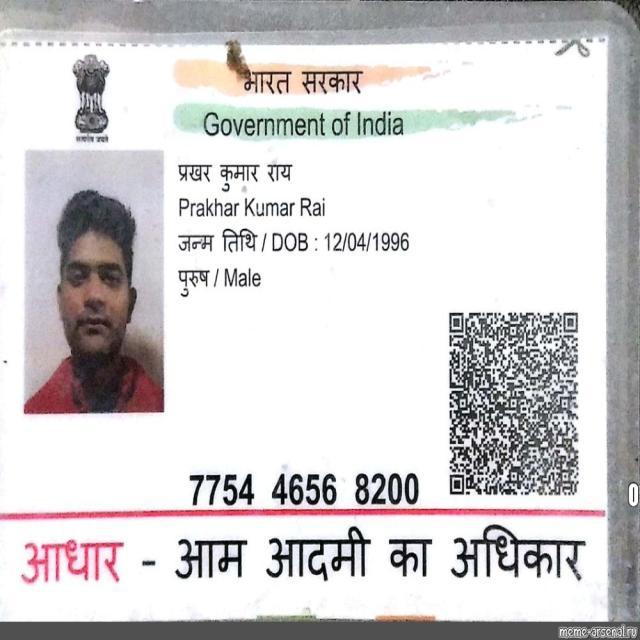 भारत सरकार
Government of India
सत्यमेव जयते
प्रखर कुमार राय
Prakhar Kumar Rai
जन्म तिथि / DOB : 12/04/1996
पुरुष / Male
7754 4656 8200
आधार - आम आदमी का अधिकार
meme-arsenal.ru